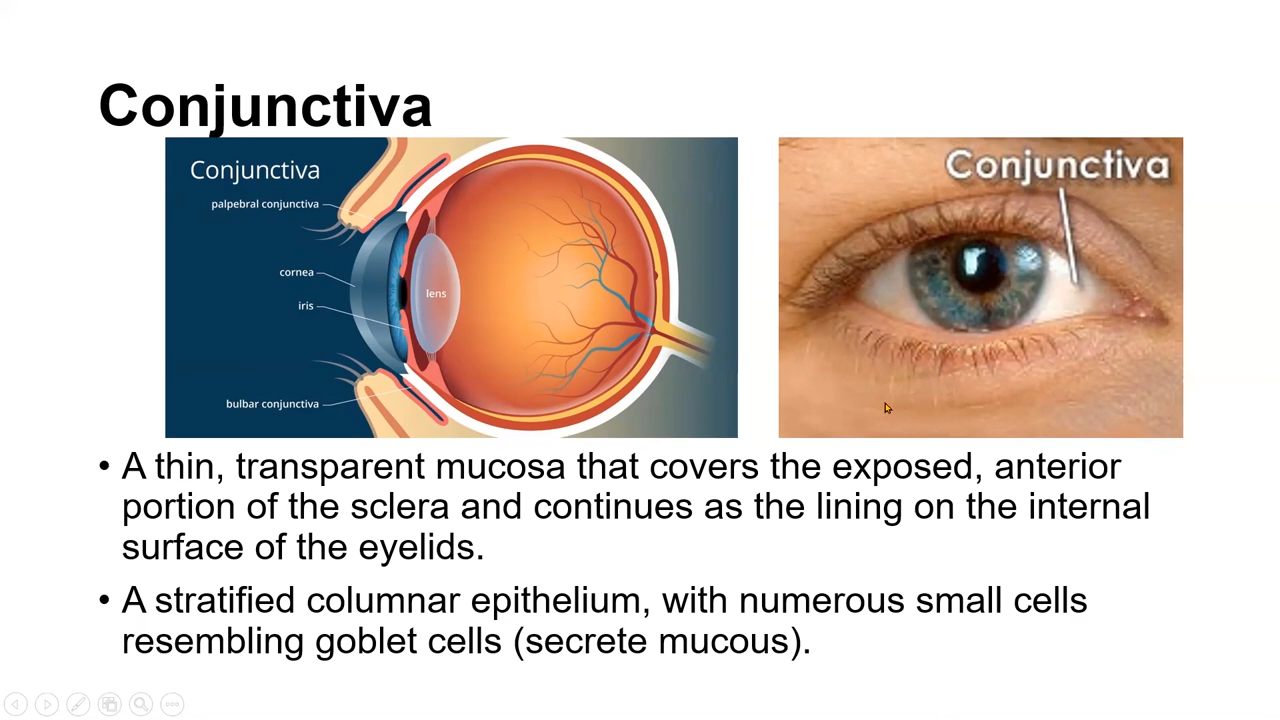 Conjunctiva
Conjunctiva
palpebral conjunctiva
cornea
iris
lens
bulbar conjunctiva
Conjunctiva
• A thin, transparent mucosa that covers the exposed, anterior
portion of the sclera and continues as the lining on the internal
surface of the eyelids.
• A stratified columnar epithelium, with numerous small cells
resembling goblet cells (secrete mucous).